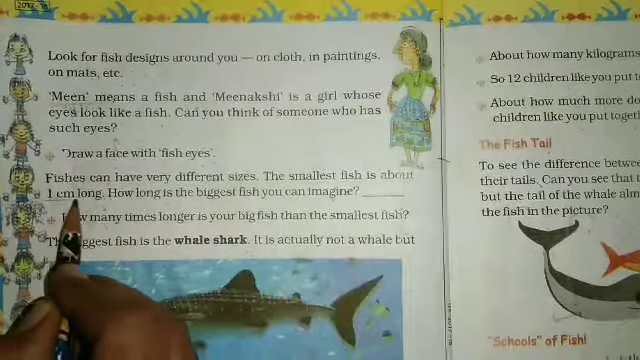 2017-18
Look for fish designs around you — on cloth, in paintings,
on mats, etc.
'Meen' means a fish and 'Meenakshi' is a girl whose
eyes look like a fish. Can you think of someone who has
such eyes?
Draw a face with 'fish eyes'.
Fishes can have very different sizes. The smallest fish is about
1 cm long. How long is the biggest fish you can imagine?
many times longer is your big fish than the smallest fish?
biggest fish is the whale shark. It is actually not a whale but
About how many kilograms
So 12 children like you put t
About how much more do
children like you put toget
The Fish Tail
To see the difference betwee
their tails. Can you see that t
but the tail of the whale alm
the fish in the picture?
"Schools" of Fish!